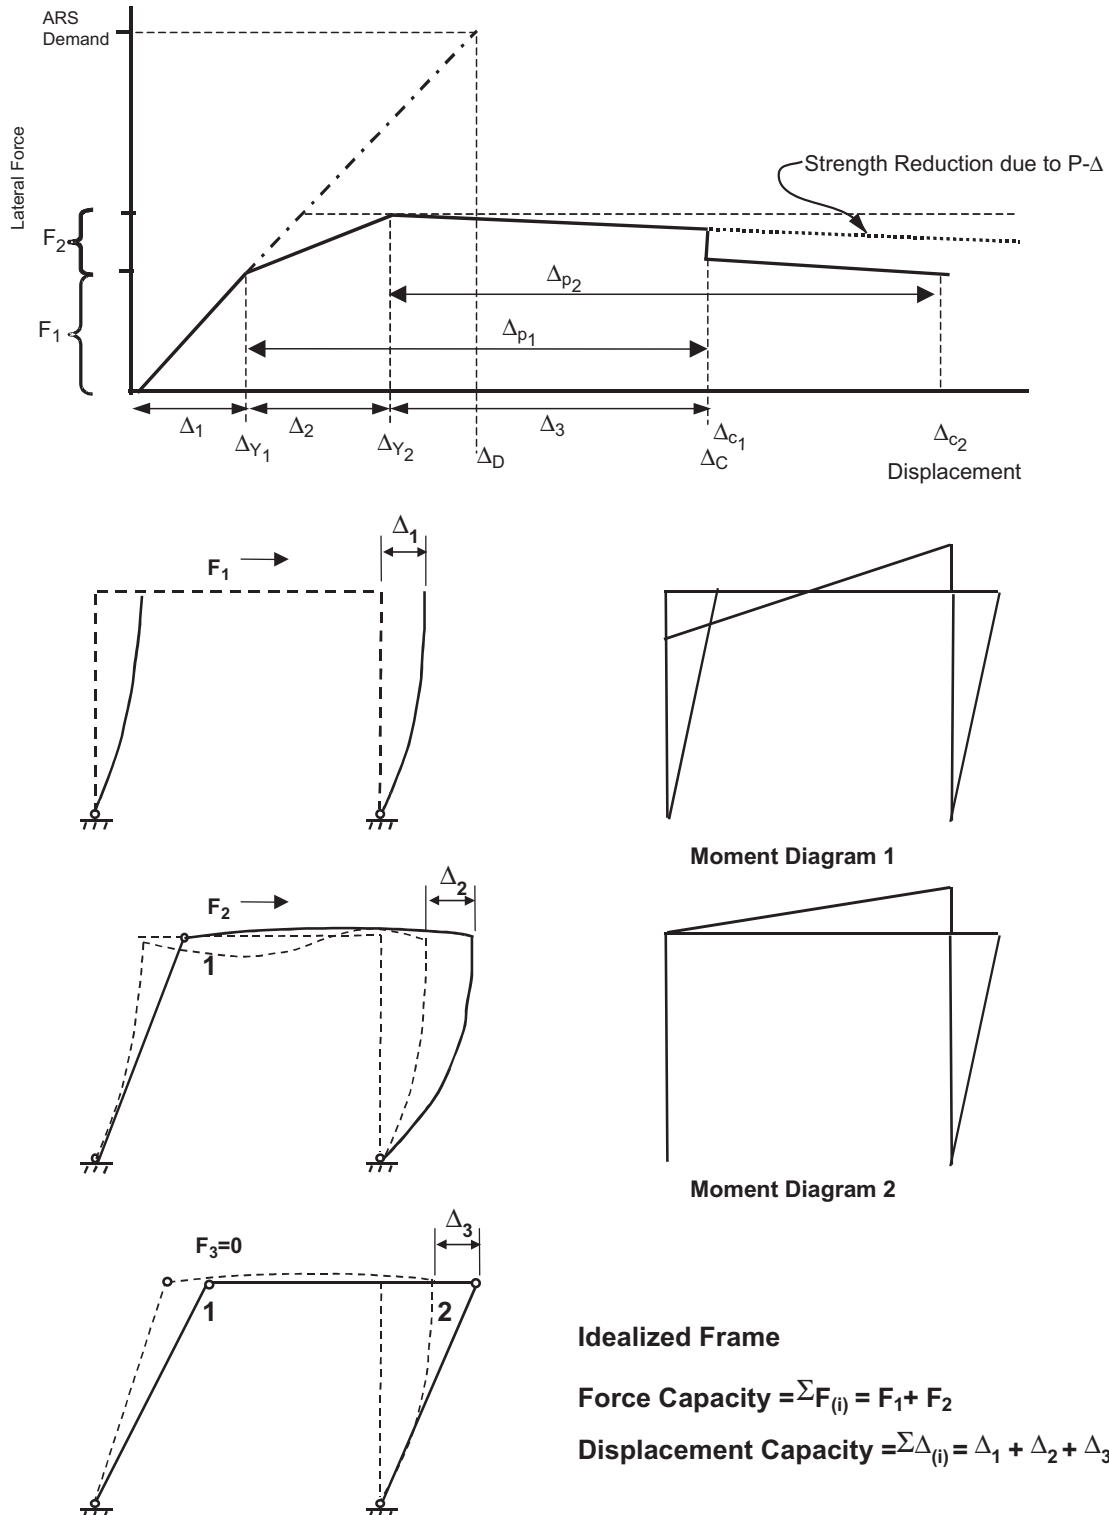 ARS
Demand
Lateral Force
Strength Reduction due to P-Δ
F₂
F₁
Δp₂
Δp₁
Δ₁
Δ₂
Δ₃
ΔY₁
ΔY₂
ΔD
Δc₁
ΔC
Δc₂
Displacement
F₁
Δ₁
Moment Diagram 1
F₂
Δ₂
1
Moment Diagram 2
F₃=0
Δ₃
1
2
Idealized Frame
Force Capacity = ΣF(i) = F₁+ F₂
Displacement Capacity =ΣΔ(i) = Δ₁ + Δ₂ + Δ₃